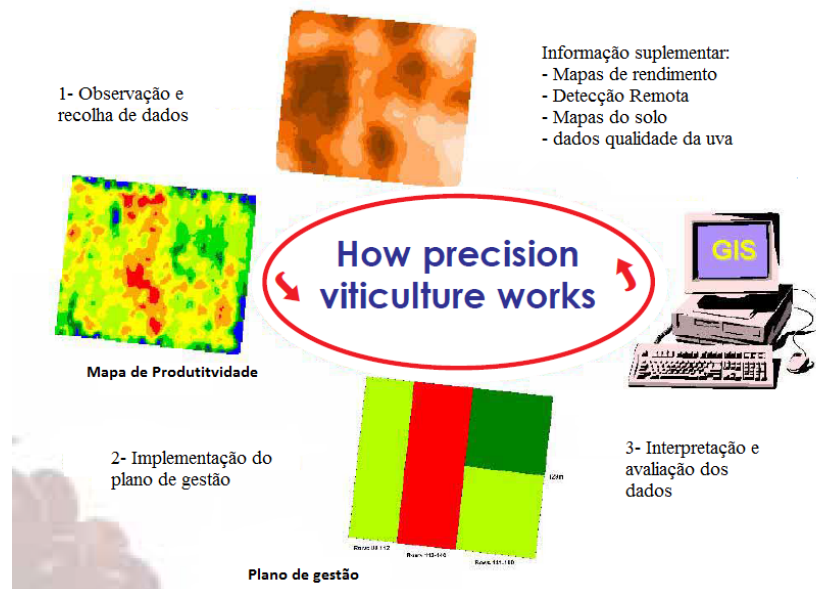 1- Observação e
recolha de dados
Informação suplementar:
- Mapas de rendimento
- Detecção Remota
- Mapas do solo
- dados qualidade da uva
How precision
viticulture works
GIS
Mapa de Produtitvidade
2- Implementação do
plano de gestão
3- Interpretação e
avaliação dos
dados
Plano de gestão